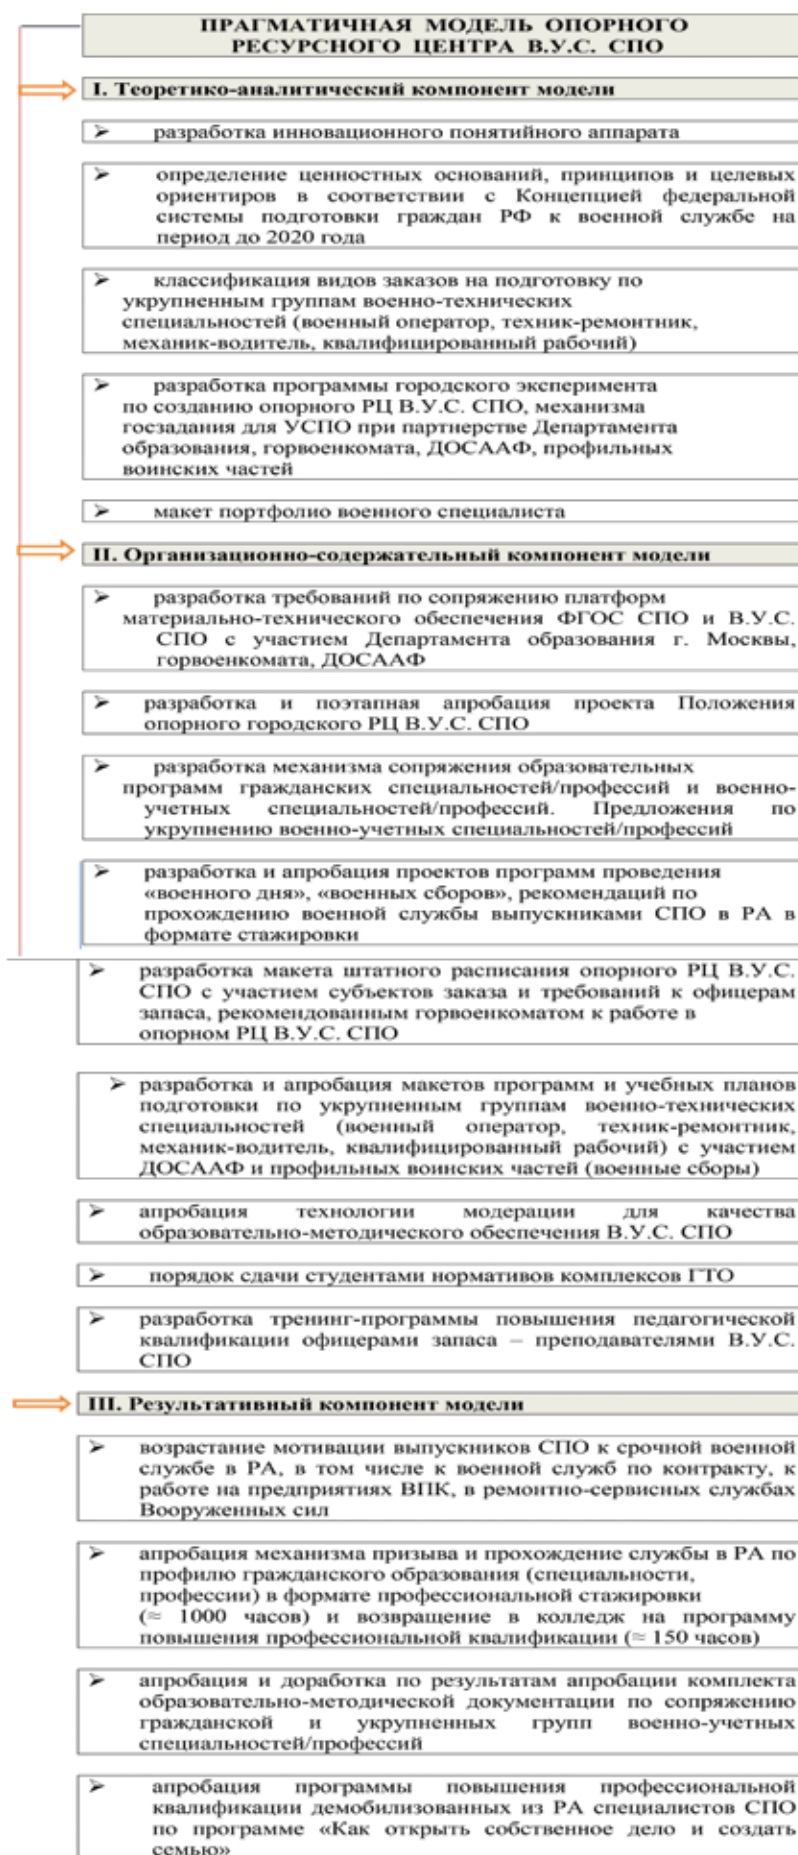 ПРАГМАТИЧНАЯ МОДЕЛЬ ОПОРНОГО
РЕСУРСНОГО ЦЕНТРА В.У.С. СПО
I. Теоретико-аналитический компонент модели
➢ разработка инновационного понятийного аппарата
➢ определение ценностных оснований, принципов и целевых
ориентиров в соответствии с Концепцией федеральной
системы подготовки граждан РФ к военной службе на
период до 2020 года
➢ классификация видов заказов на подготовку по
укрупненным группам военно-технических
специальностей (военный оператор, техник-ремонтник,
механик-водитель, квалифицированный рабочий)
➢ разработка программы городского эксперимента
по созданию опорного РЦ В.У.С. СПО, механизма
госзадания для УСПО при партнерстве Департамента
образования, горвоенкомата, ДОСААФ, профильных
воинских частей
➢ макет портфолио военного специалиста
II. Организационно-содержательный компонент модели
➢ разработка требований по сопряжению платформ
материально-технического обеспечения ФГОС СПО и В.У.С.
СПО с участием Департамента образования г. Москвы,
горвоенкомата, ДОСААФ
➢ разработка и поэтапная апробация проекта Положения
опорного городского РЦ В.У.С. СПО
➢ разработка механизма сопряжения образовательных
программ гражданских специальностей/профессий и военно-
учетных специальностей/профессий. Предложения по
укрупнению военно-учетных специальностей/профессий
➢ разработка и апробация проектов программ проведения
«военного дня», «военных сборов», рекомендаций по
прохождению военной службы выпускниками СПО в РА в
формате стажировки
➢ разработка макета штатного расписания опорного РЦ В.У.С.
СПО с участием субъектов заказа и требований к офицерам
запаса, рекомендованным горвоенкоматом к работе в
опорном РЦ В.У.С. СПО
➢ разработка и апробация макетов программ и учебных планов
подготовки по укрупненным группам военно-технических
специальностей (военный оператор, техник-ремонтник,
механик-водитель, квалифицированный рабочий) с участием
ДОСААФ и профильных воинских частей (военные сборы)
➢ апробация технологии модерации для качества
образовательно-методического обеспечения В.У.С. СПО
➢ порядок сдачи студентами нормативов комплексов ГТО
➢ разработка тренинг-программы повышения педагогической
квалификации офицерами запаса – преподавателями В.У.С.
СПО
III. Результативный компонент модели
➢ возрастание мотивации выпускников СПО к срочной военной
службе в РА, в том числе к военной служб по контракту, к
работе на предприятиях ВПК, в ремонтно-сервисных службах
Вооруженных сил
➢ апробация механизма призыва и прохождение службы в РА по
профилю гражданского образования (специальности,
профессии) в формате профессиональной стажировки
(≈ 1000 часов) и возвращение в колледж на программу
повышения профессиональной квалификации (≈ 150 часов)
➢ апробация и доработка по результатам апробации комплекта
образовательно-методической документации по сопряжению
гражданской и укрупненных групп военно-учетных
специальностей/профессий
➢ апробация программы повышения профессиональной
квалификации демобилизованных из РА специалистов СПО
по программе «Как открыть собственное дело и создать
семью»